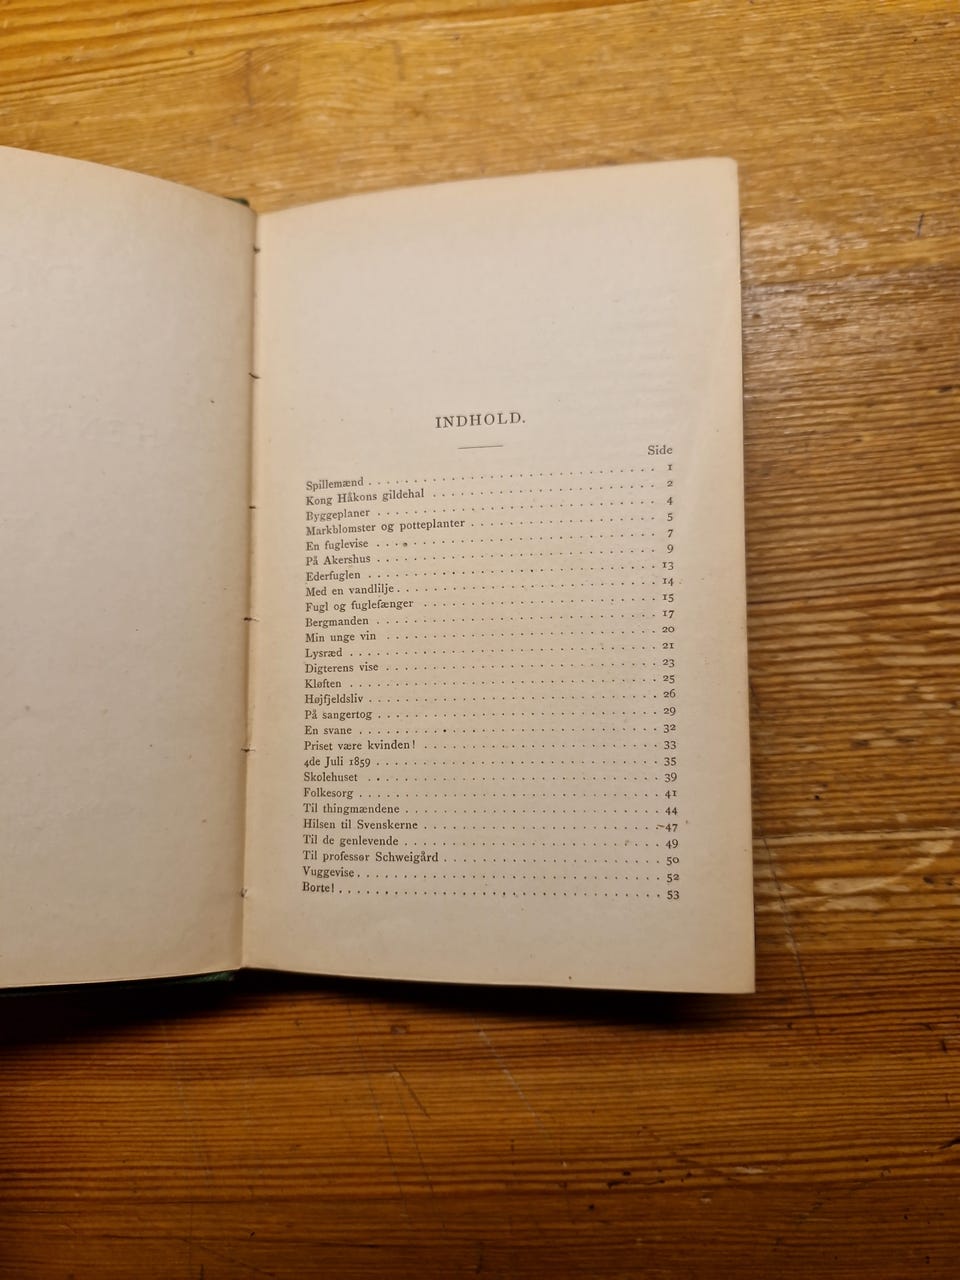 INDHOLD.
Side
Spillemænd . . . . . . . . . . . . . . . . . . . . . . . . . . . . 1
Kong Håkons gildehal . . . . . . . . . . . . . . . . . . . . . . 2
Byggeplaner . . . . . . . . . . . . . . . . . . . . . . . . . . . 4
Markblomster og potteplanter . . . . . . . . . . . . . . . . . . 5
En fuglevise . . . . . . . . . . . . . . . . . . . . . . . . . . . 7
På Akershus . . . . . . . . . . . . . . . . . . . . . . . . . . . 9
Ederfuglen . . . . . . . . . . . . . . . . . . . . . . . . . . . . 13
Med en vandlilje . . . . . . . . . . . . . . . . . . . . . . . . . 14
Fugl og fuglefænger . . . . . . . . . . . . . . . . . . . . . . . 15
Bergmanden . . . . . . . . . . . . . . . . . . . . . . . . . . . 17
Min unge vin . . . . . . . . . . . . . . . . . . . . . . . . . . . 20
Lysræd . . . . . . . . . . . . . . . . . . . . . . . . . . . . . . 21
Digterens vise . . . . . . . . . . . . . . . . . . . . . . . . . . 23
Kløften . . . . . . . . . . . . . . . . . . . . . . . . . . . . . . 25
Højfjeldsliv . . . . . . . . . . . . . . . . . . . . . . . . . . . . 26
På sangertog . . . . . . . . . . . . . . . . . . . . . . . . . . . 29
En svane . . . . . . . . . . . . . . . . . . . . . . . . . . . . . 32
Priset være kvinden! . . . . . . . . . . . . . . . . . . . . . . . 33
4de Juli 1859 . . . . . . . . . . . . . . . . . . . . . . . . . . . 35
Skolehuset . . . . . . . . . . . . . . . . . . . . . . . . . . . . 39
Folkesorg . . . . . . . . . . . . . . . . . . . . . . . . . . . . . 41
Til thingmændene . . . . . . . . . . . . . . . . . . . . . . . . . 44
Hilsen til Svenskerne . . . . . . . . . . . . . . . . . . . . . . . 47
Til de genlevende . . . . . . . . . . . . . . . . . . . . . . . . . 49
Til professor Schweigård . . . . . . . . . . . . . . . . . . . . . 50
Vuggevise . . . . . . . . . . . . . . . . . . . . . . . . . . . . . 52
Borte! . . . . . . . . . . . . . . . . . . . . . . . . . . . . . . . 53